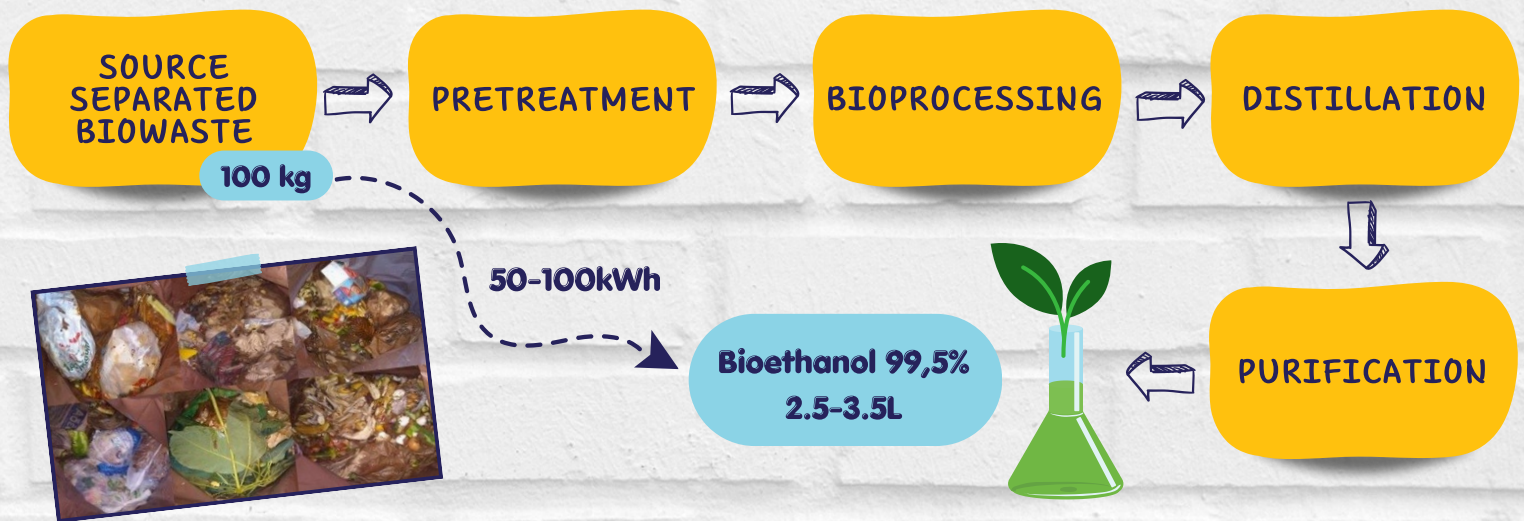 SOURCE
SEPARATED
BIOWASTE
PRETREATMENT
BIOPROCESSING
DISTILLATION
100 kg
50-100kWh
Bioethanol 99,5%
2.5-3.5L
PURIFICATION